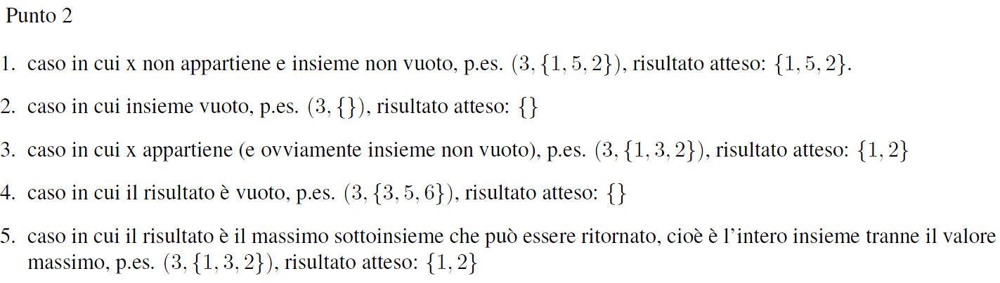 Punto 2
1. caso in cui x non appartiene e insieme non vuoto, p.es. (3, {1, 5, 2}), risultato atteso: {1, 5, 2}.
2. caso in cui insieme vuoto, p.es. (3, {}), risultato atteso: {}
3. caso in cui x appartiene (e ovviamente insieme non vuoto), p.es. (3, {1, 3, 2}), risultato atteso: {1, 2}
4. caso in cui il risultato è vuoto, p.es. (3, {3, 5, 6}), risultato atteso: {}
5. caso in cui il risultato è il massimo sottoinsieme che può essere ritornato, cioè è l'intero insieme tranne il valore
massimo, p.es. (3, {1, 3, 2}), risultato atteso: {1, 2}